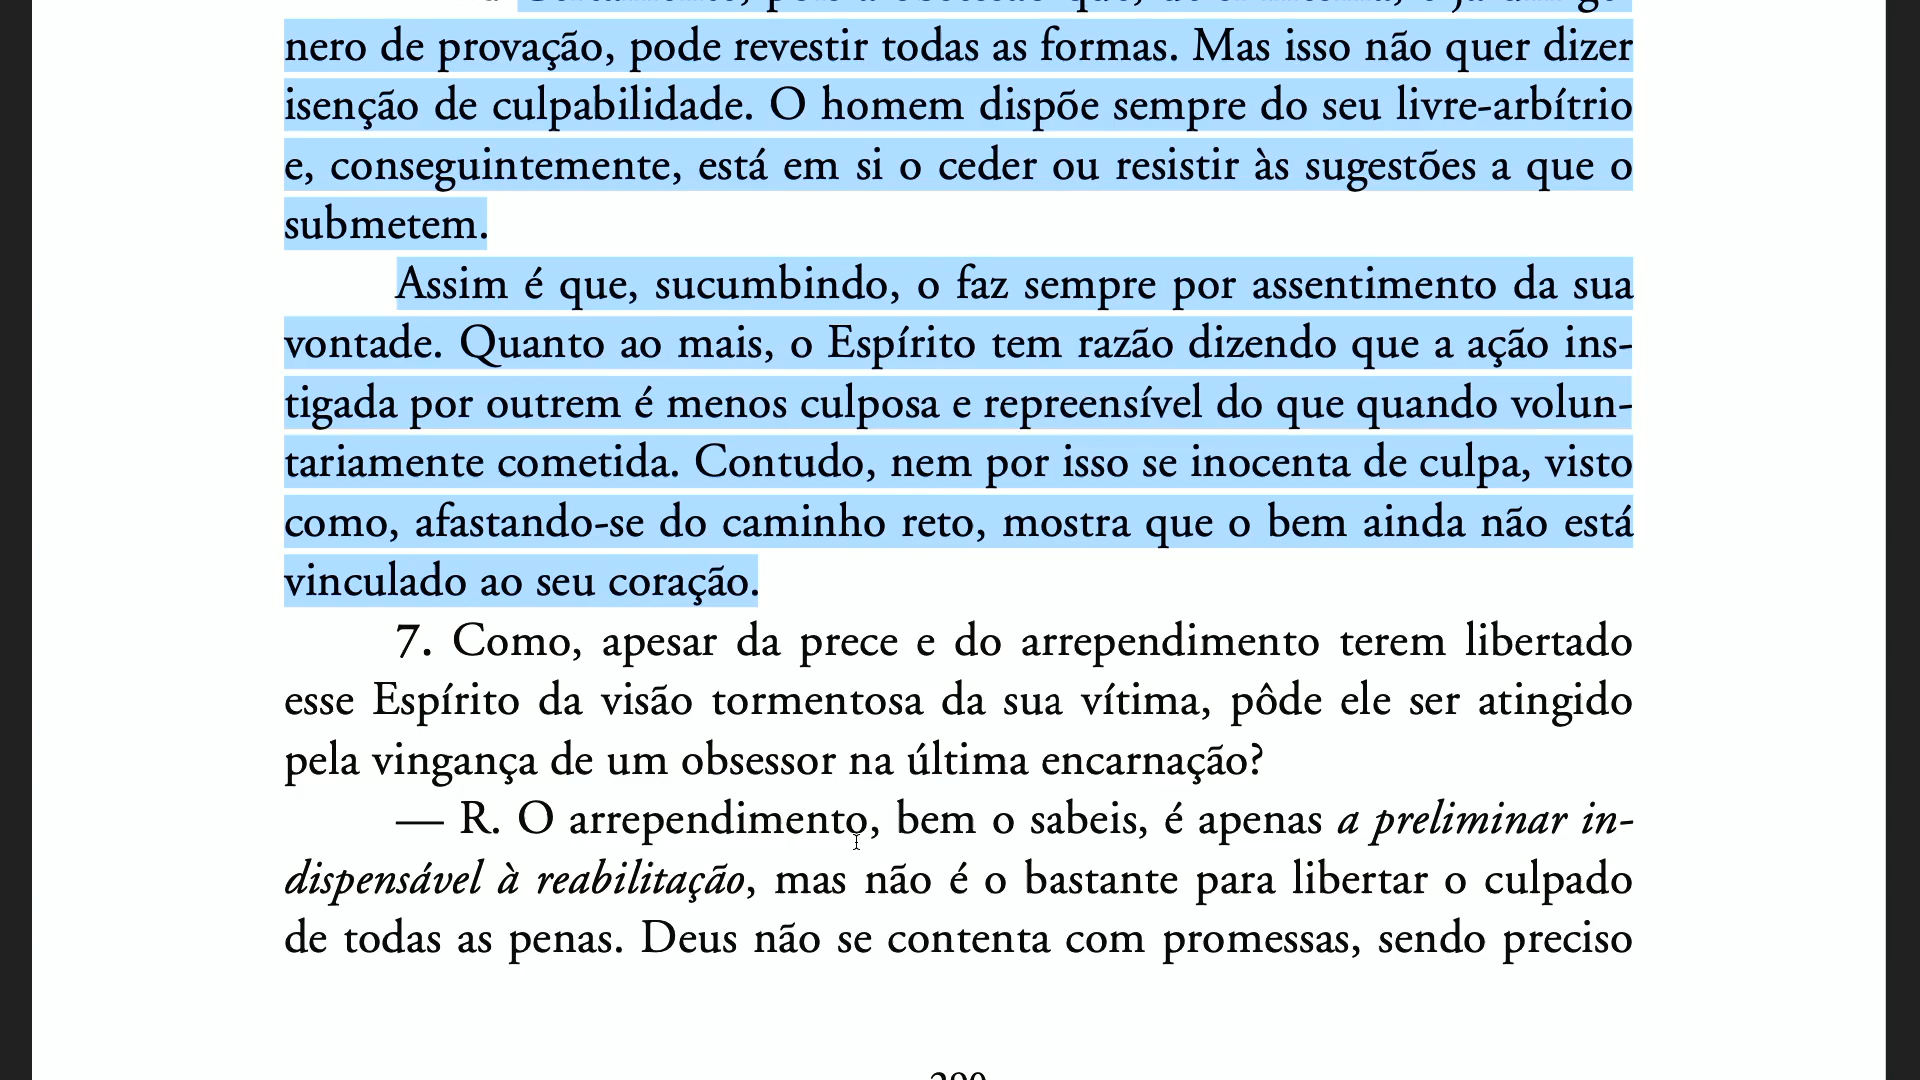 nero de provação, pode revestir todas as formas. Mas isso não quer dizer
isenção de culpabilidade. O homem dispõe sempre do seu livre-arbítrio
e, conseguintemente, está em si o ceder ou resistir às sugestões a que o
submetem.
Assim é que, sucumbindo, o faz sempre por assentimento da sua
vontade. Quanto ao mais, o Espírito tem razão dizendo que a ação ins-
tigada por outrem é menos culposa e repreensível do que quando volun-
tariamente cometida. Contudo, nem por isso se inocenta de culpa, visto
como, afastando-se do caminho reto, mostra que o bem ainda não está
vinculado ao seu coração.
7. Como, apesar da prece e do arrependimento terem libertado
esse Espírito da visão tormentosa da sua vítima, pôde ele ser atingido
pela vingança de um obsessor na última encarnação?
— R. O arrependimento, bem o sabeis, é apenas a preliminar in-
dispensável à reabilitação, mas não é o bastante para libertar o culpado
de todas as penas. Deus não se contenta com promessas, sendo preciso